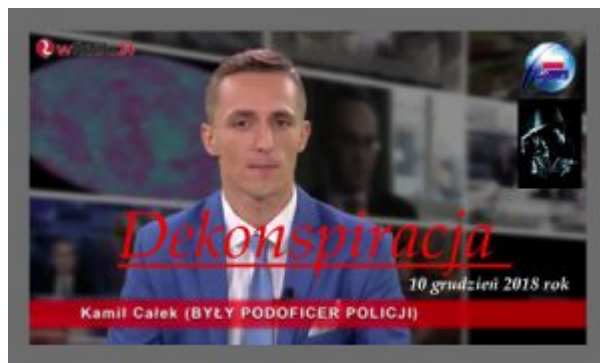 Dekonspiracja
10 grudzień 2018 rok
Kamil Całek (BYŁY PODOFICER POLICJI)